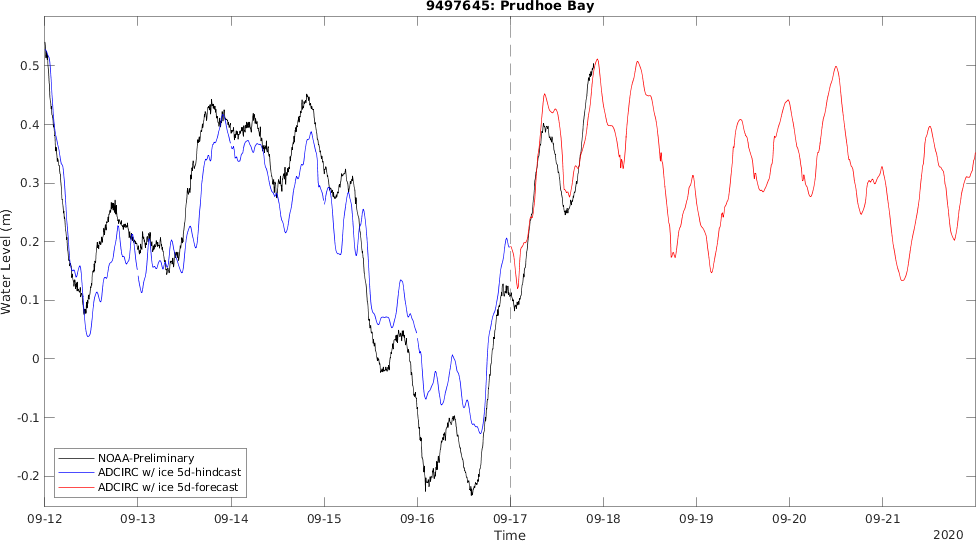 9497645: Prudhoe Bay
Water Level (m)
0.5
0.4
0.3
0.2
0.1
0
-0.1
-0.2
NOAA-Preliminary
ADCIRC w/ ice 5d-hindcast
ADCIRC w/ ice 5d-forecast
09-12 09-13 09-14 09-15 09-16 09-17 09-18 09-19 09-20 09-21
Time
2020